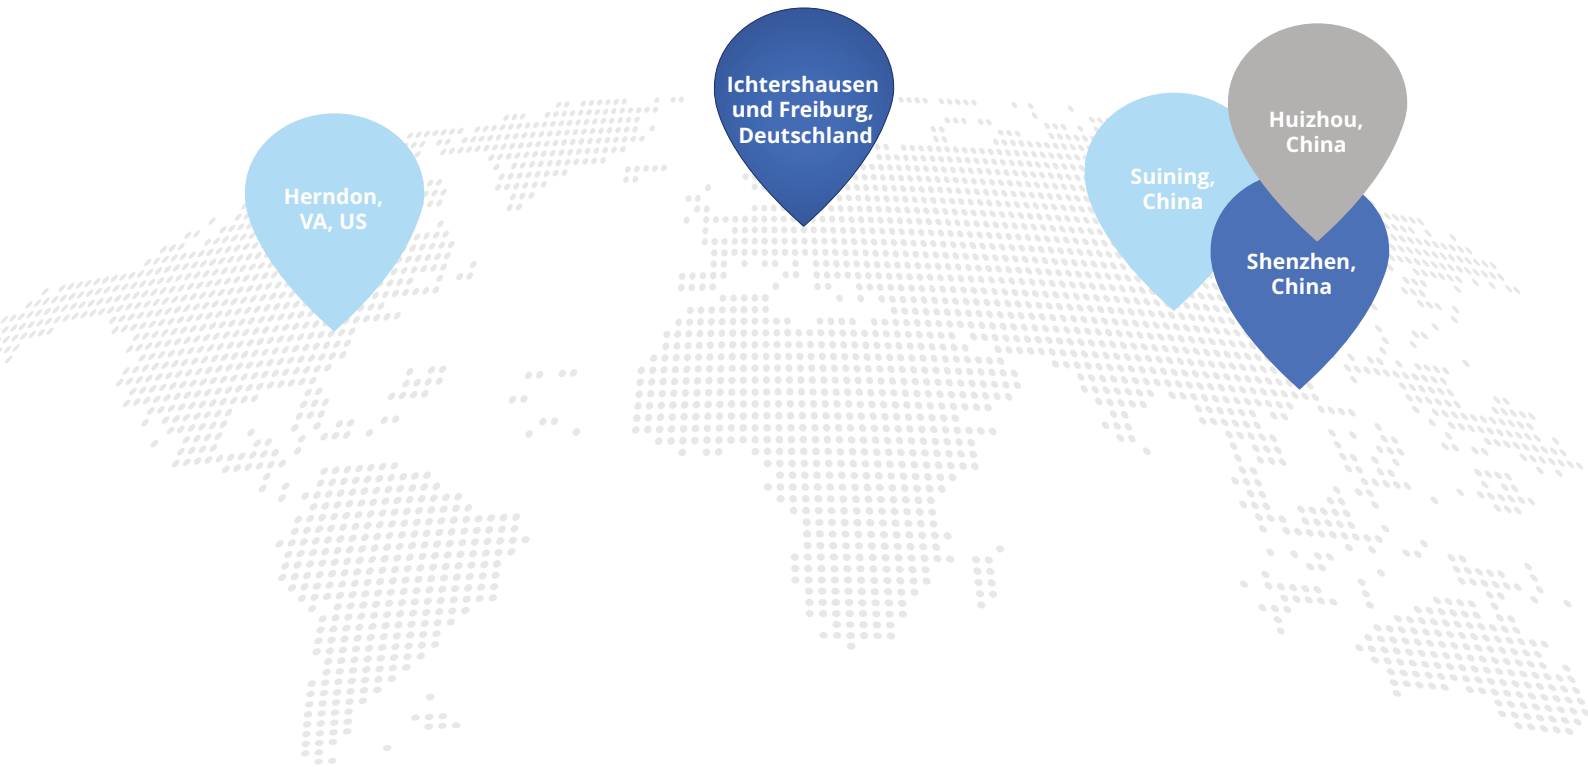 Ichtershausen
und Freiburg,
Deutschland
Huizhou,
China
Suining,
China
Herndon,
VA, US
Shenzhen,
China